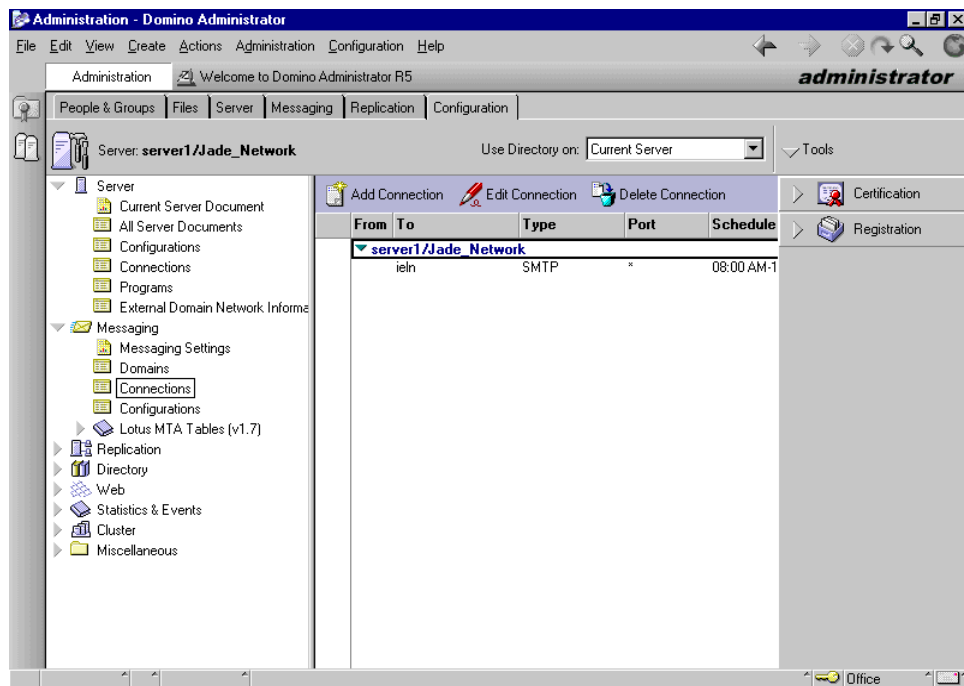 Administration - Domino Administrator
File Edit View Create Actions Administration Configuration Help
Administration Welcome to Domino Administrator R5 administrator
People & Groups Files Server Messaging Replication Configuration
Server: server1/Jade_Network Use Directory on: Current Server Tools
Server
Current Server Document
All Server Documents
Configurations
Connections
Programs
External Domain Network Informa
Messaging
Messaging Settings
Domains
Connections
Configurations
Lotus MTA Tables (v1.7)
Replication
Directory
Web
Statistics & Events
Cluster
Miscellaneous
Add Connection Edit Connection Delete Connection
From To Type Port Schedule
server1/Jade_Network
ieln SMTP * 08:00 AM-1
Certification
Registration
Office